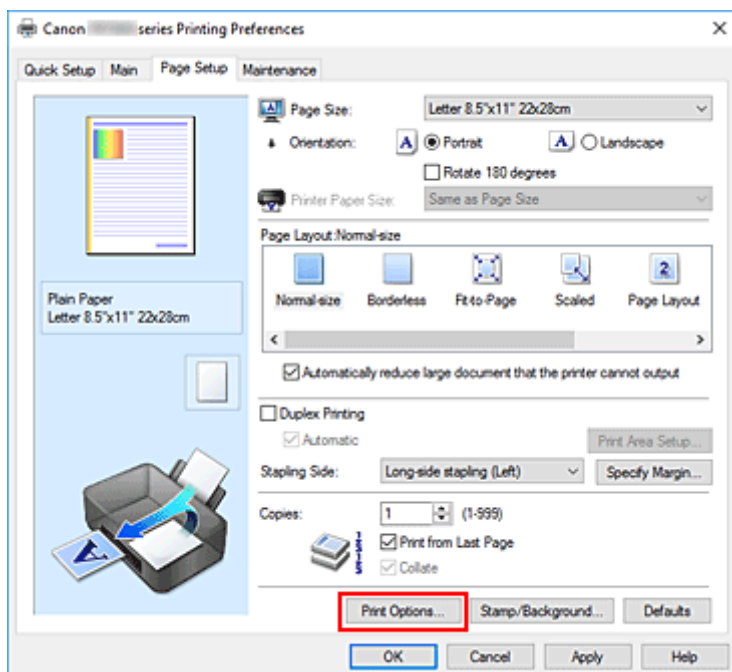 Canon series Printing Preferences
Quick Setup Main Page Setup Maintenance
Page Size: Letter 8.5"x11" 22x28cm
Orientation: A Portrait A Landscape
Rotate 180 degrees
Printer Paper Size: Same as Page Size
Page Layout:Normal-size
2
Normal-size Borderless Fit-to-Page Scaled Page Layout
Plain Paper
Letter 8.5"x11" 22x28cm
Automatically reduce large document that the printer cannot output
Duplex Printing
Automatic Print Area Setup...
Stapling Side: Long-side stapling (Left) Specify Margin...
Copies: 1 (1-999)
Print from Last Page
Collate
A
Print Options... Stamp/Background... Defaults
OK Cancel Apply Help